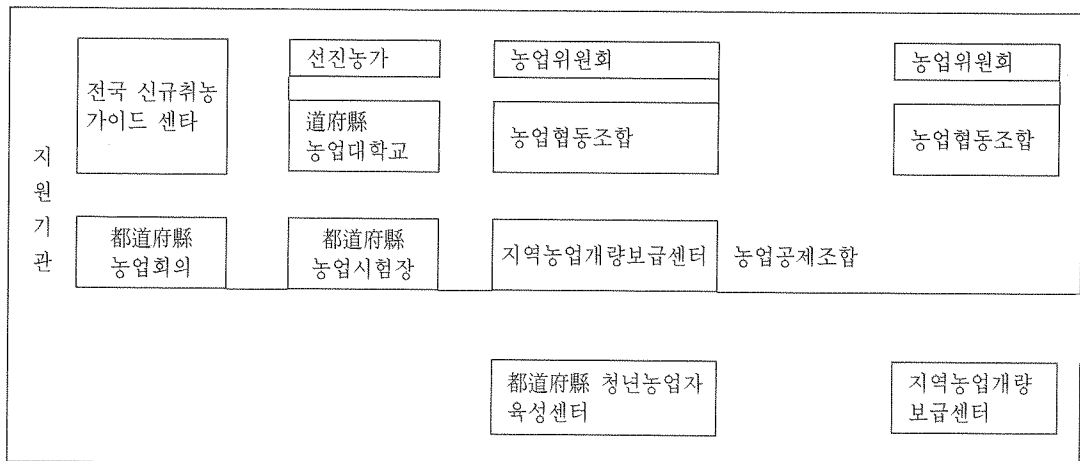 지원기관
전국 신규취농
가이드 센타
선진농가
道府縣
농업대학교
농업위원회
농업협동조합
농업위원회
농업협동조합
都道府縣
농업회의
都道府縣
농업시험장
지역농업개량보급센터
농업공제조합
都道府縣 청년농업자
육성센터
지역농업개량
보급센터